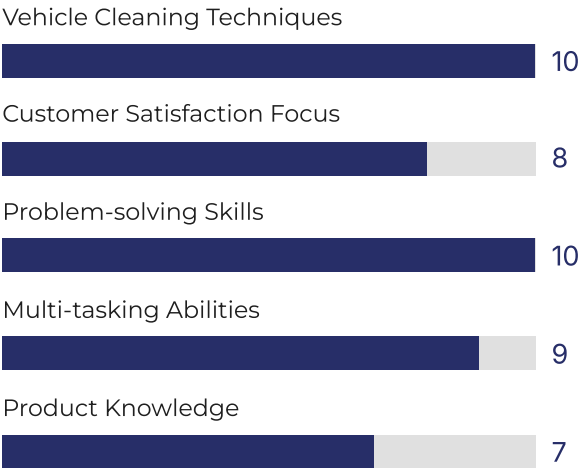 Vehicle Cleaning Techniques
10
Customer Satisfaction Focus
8
Problem-solving Skills
10
Multi-tasking Abilities
9
Product Knowledge
7